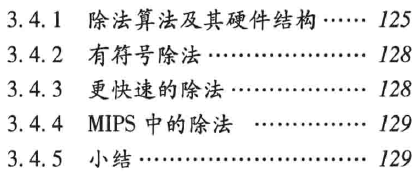 3.4.1 除法算法及其硬件结构 …… 125
3.4.2 有符号除法 ………………… 128
3.4.3 更快速的除法 ……………… 128
3.4.4 MIPS 中的除法 …………… 129
3.4.5 小结 ………………………… 129